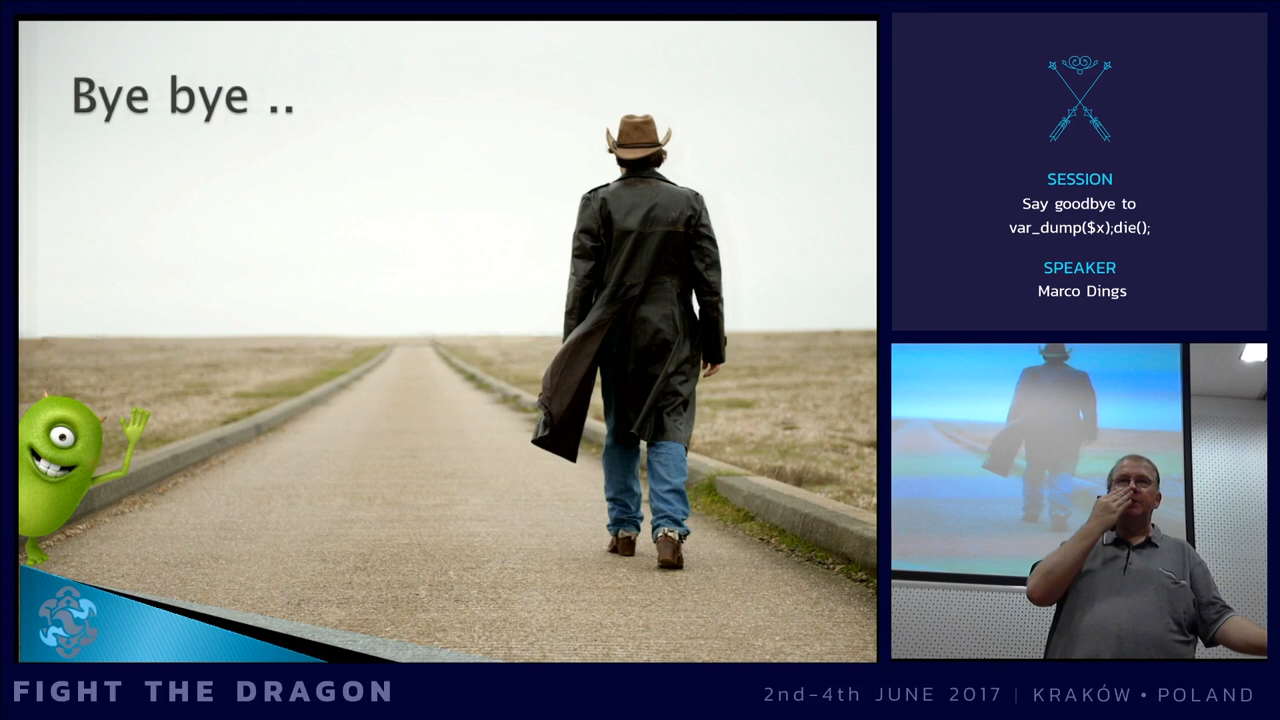 Bye bye ..
SESSION
Say goodbye to
var_dump($x);die();
SPEAKER
Marco Dings
FIGHT THE DRAGON
2nd-4th JUNE 2017 | KRAKÓW • POLAND